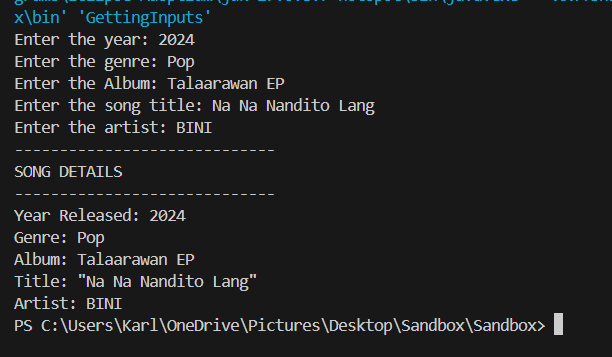 x\bin' 'GettingInputs'
Enter the year: 2024
Enter the genre: Pop
Enter the Album: Talaarawan EP
Enter the song title: Na Na Nandito Lang
Enter the artist: BINI
-----------------------------
SONG DETAILS
-----------------------------
Year Released: 2024
Genre: Pop
Album: Talaarawan EP
Title: "Na Na Nandito Lang"
Artist: BINI
PS C:\Users\Karl\OneDrive\Pictures\Desktop\Sandbox\Sandbox>